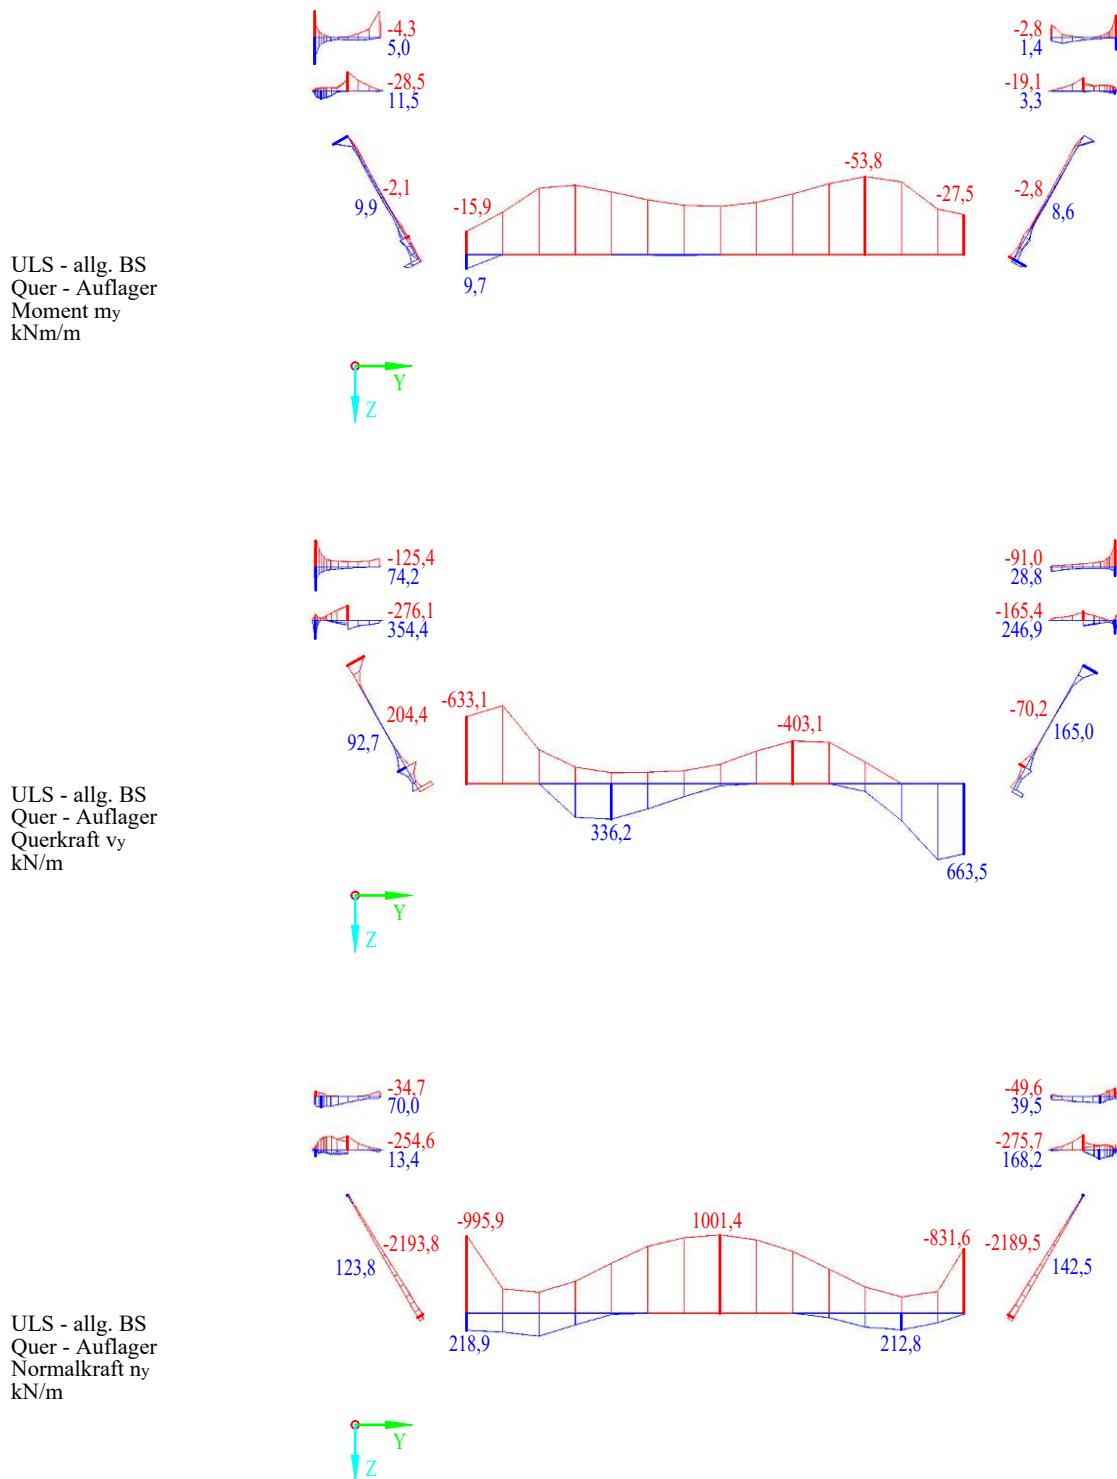 -4,3
5,0
-2,8
1,4
-28,5
11,5
-19,1
3,3
-53,8
-2,1
9,9
-15,9
-27,5
-2,8
8,6
9,7
ULS - allg. BS
Quer - Auflager
Moment my
kNm/m
Y
Z
-125,4
74,2
-91,0
28,8
-276,1
354,4
-165,4
246,9
204,4
92,7
-633,1
-403,1
-70,2
165,0
336,2
663,5
ULS - allg. BS
Quer - Auflager
Querkraft vy
kN/m
Y
Z
-34,7
70,0
-49,6
39,5
-254,6
13,4
-275,7
168,2
-995,9
1001,4
-831,6
-2193,8
123,8
-2189,5
142,5
218,9
212,8
ULS - allg. BS
Quer - Auflager
Normalkraft ny
kN/m
Y
Z